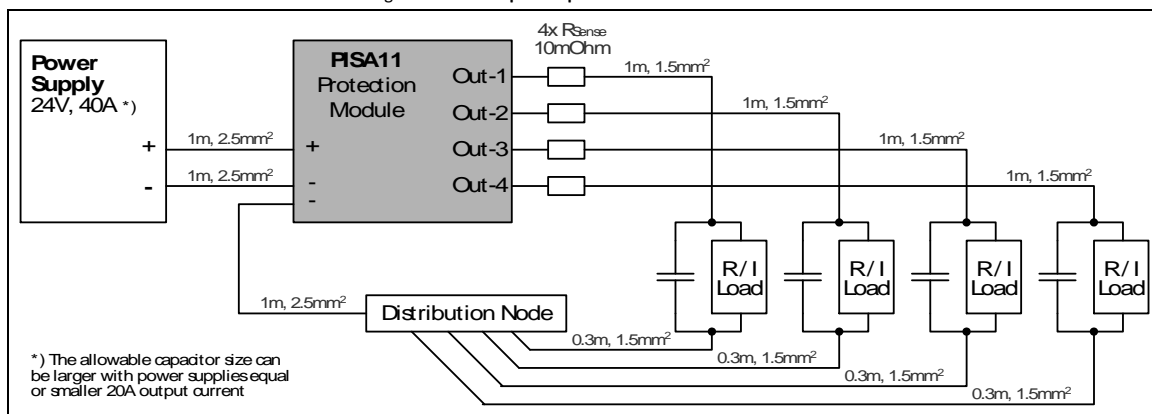 Power
Supply
24V, 40A *)
+
-
1m, 2.5mm²
1m, 2.5mm²
PISA11
Protection
Module
+
-
-
Out-1
Out-2
Out-3
Out-4
4x RSense
10mOhm
1m, 1.5mm²
1m, 1.5mm²
1m, 1.5mm²
1m, 1.5mm²
R/I
Load
R/I
Load
R/I
Load
R/I
Load
1m, 2.5mm²
Distribution Node
0.3m, 1.5mm²
0.3m, 1.5mm²
0.3m, 1.5mm²
0.3m, 1.5mm²
*) The allowable capacitor size can
be larger with power supplies equal
or smaller 20A output current